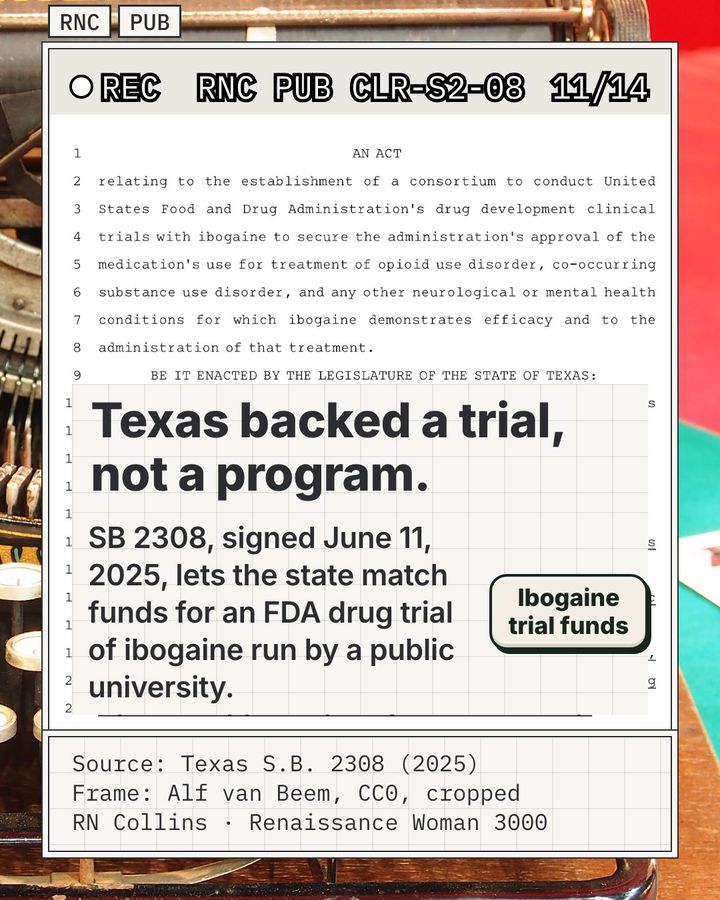 RNC PUB
REC RNC PUB CLR-S2-08 11/14
1 AN ACT
2 relating to the establishment of a consortium to conduct United
3 States Food and Drug Administration's drug development clinical
4 trials with ibogaine to secure the administration's approval of the
5 medication's use for treatment of opioid use disorder, co-occurring
6 substance use disorder, and any other neurological or mental health
7 conditions for which ibogaine demonstrates efficacy and to the
8 administration of that treatment.
9 BE IT ENACTED BY THE LEGISLATURE OF THE STATE OF TEXAS:
Texas backed a trial,
not a program.
SB 2308, signed June 11,
2025, lets the state match
funds for an FDA drug trial
of ibogaine run by a public
university.
Ibogaine
trial funds
Source: Texas S.B. 2308 (2025)
Frame: Alf van Beem, CC0, cropped
RN Collins · Renaissance Woman 3000